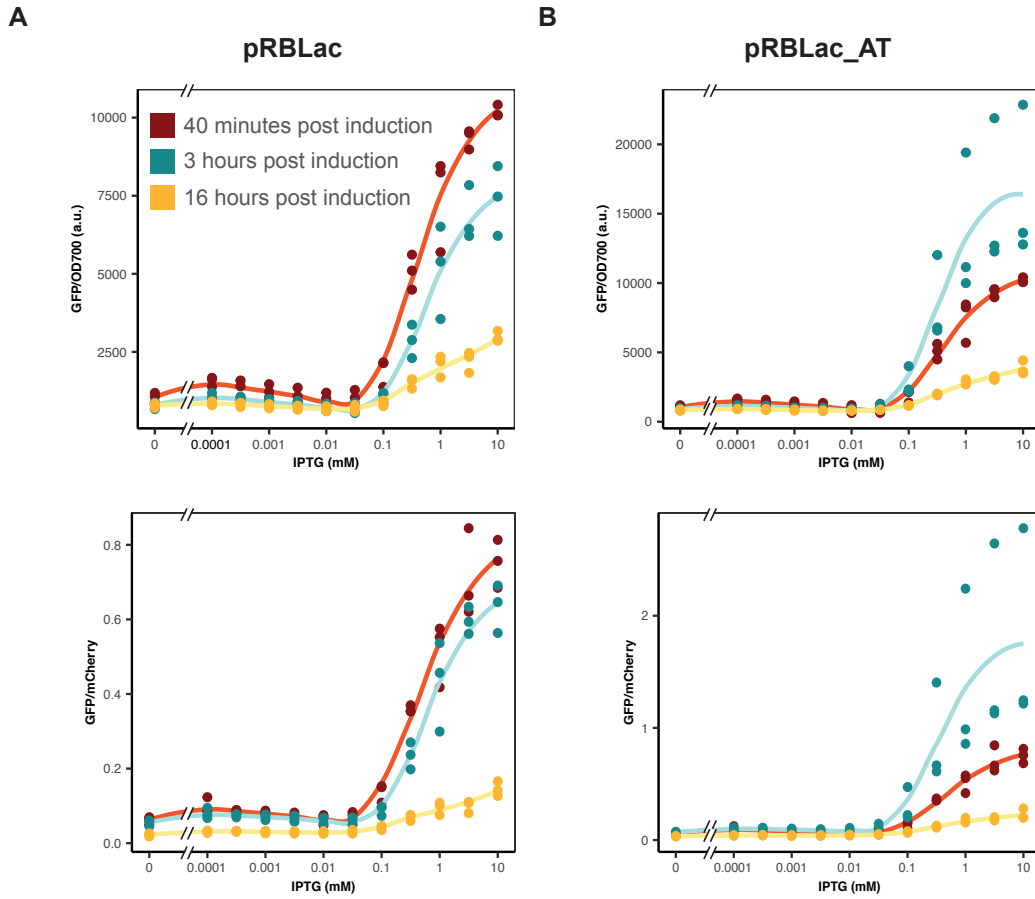 A
B
pRBLac
pRBLac_AT
10000
7500
5000
2500
GFP/OD700 (a.u.)
40 minutes post induction
3 hours post induction
16 hours post induction
0 0.0001 0.001 0.01 0.1 1 10
IPTG (mM)
20000
15000
10000
5000
0
GFP/OD700 (a.u.)
0 0.0001 0.001 0.01 0.1 1 10
IPTG (mM)
0.8
0.6
0.4
0.2
0.0
GFP/mCherry
0 0.0001 0.001 0.01 0.1 1 10
IPTG (mM)
2
1
0
GFP/mCherry
0 0.0001 0.001 0.01 0.1 1 10
IPTG (mM)